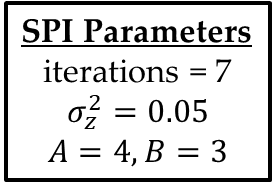 SPI Parameters
iterations = 7
σ_z^2 = 0.05
A = 4, B = 3